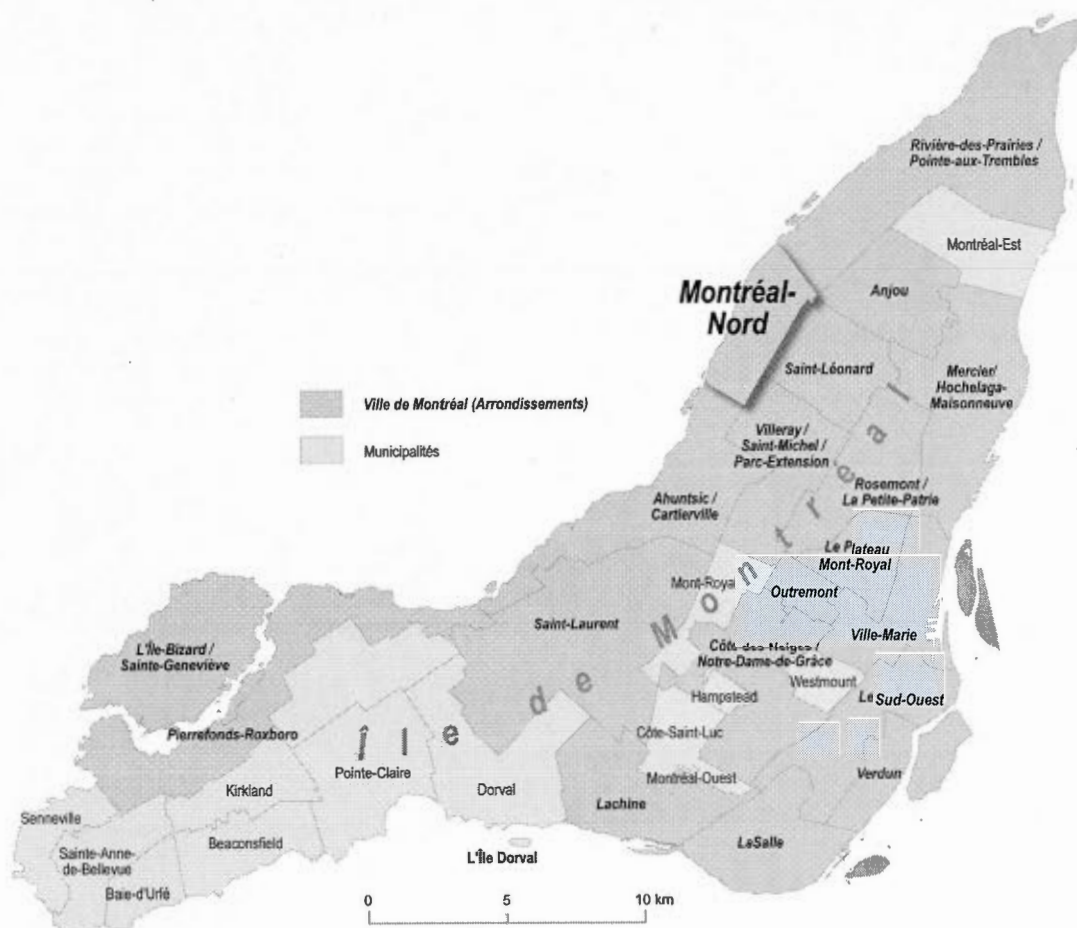 Rivière-des-Prairies /
Pointe-aux-Trembles
Montréal-Est
Montréal-
Nord
Anjou
Saint-Léonard
Mercier/
Hochelaga-
Maisonneuve
Ville de Montréal (Arrondissements)
Municipalités
Villeray /
Saint-Michel /
Parc-Extension
Ahuntsic /
Cartierville
Rosemont /
La Petite-Patrie
Le Plateau
Mont-Royal
Mont-Royal
Outremont
Saint-Laurent
Ville-Marie
L'Île-Bizard /
Sainte-Geneviève
Côte des Neiges /
Notre-Dame-de-Grâce
Westmount
Hampstead
Le Sud-Ouest
Côte-Saint-Luc
Pierrefonds-Roxboro
Île de Montréal
Pointe-Claire
Montréal-Ouest
Verdun
Kirkland
Dorval
Lachine
Senneville
Beaconsfield
LaSalle
Sainte-Anne-
de-Bellevue
L'Île Dorval
Baie-d'Urfé
0 5 10 km